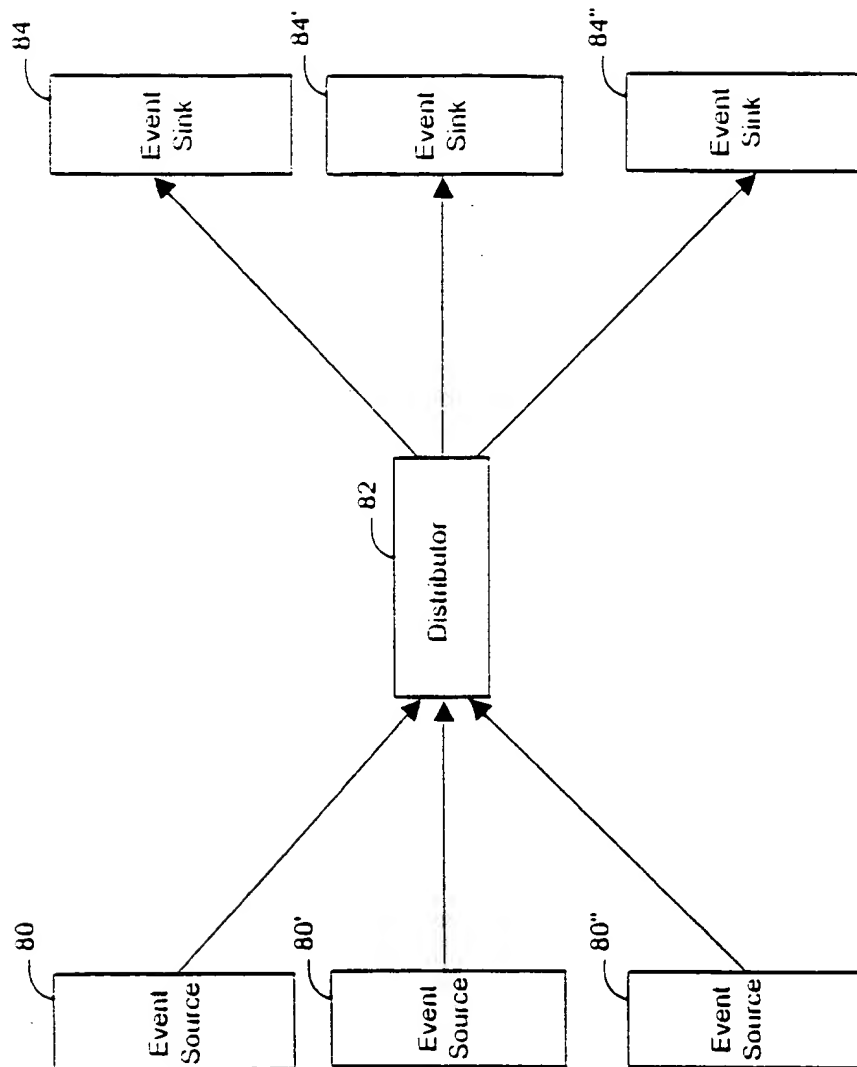 80
Event
Source
80'
Event
Source
80"
Event
Source
82
Distributor
84
Event
Sink
84'
Event
Sink
84"
Event
Sink